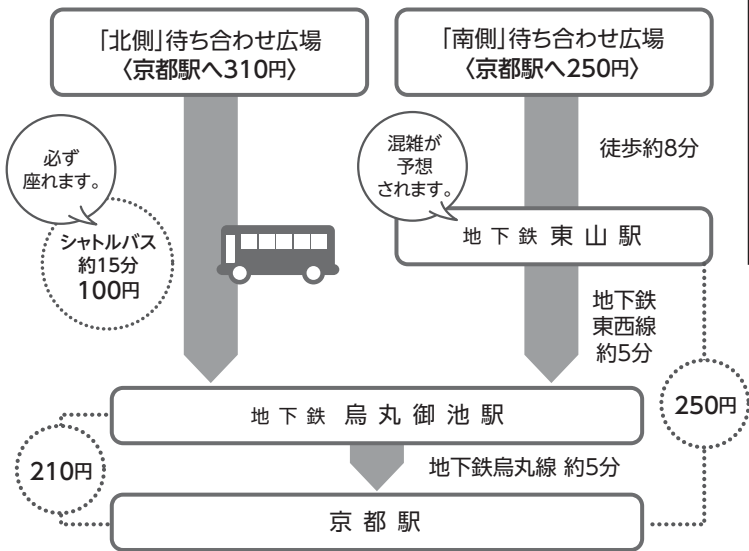 「北側」待ち合わせ広場
〈京都駅へ310円〉
「南側」待ち合わせ広場
〈京都駅へ250円〉
必ず
座れます。
シャトルバス
約15分
100円
混雑が
予想
されます。
徒歩約8分
地下鉄 東山駅
地下鉄
東西線
約5分
地下鉄 烏丸御池駅
250円
210円
地下鉄烏丸線 約5分
京都駅